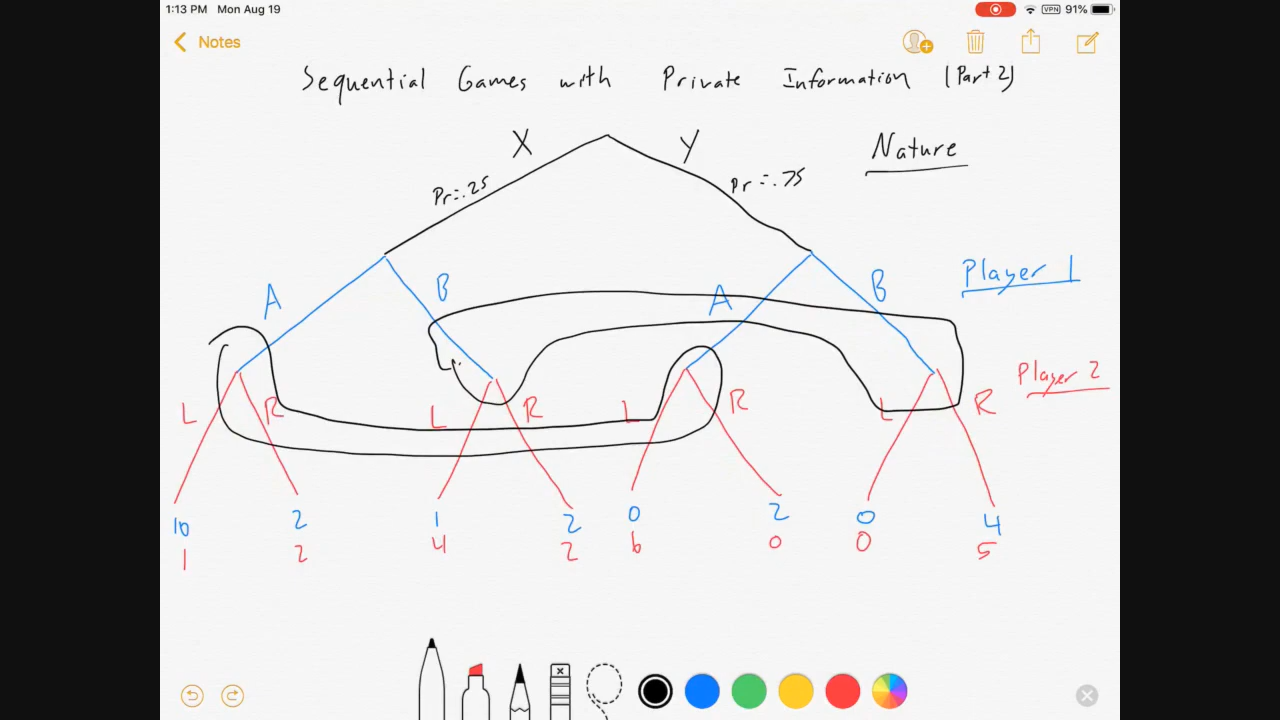 1:13 PM Mon Aug 19 VPN 91%
Notes
Sequential Games with Private Information (Part 2)
X Y Nature
Pr=.25 Pr=.75
A B A B Player 1
Player 2
L R L R L R L R
10 2 1 2 0 2 0 4
1 2 4 2 6 0 0 5